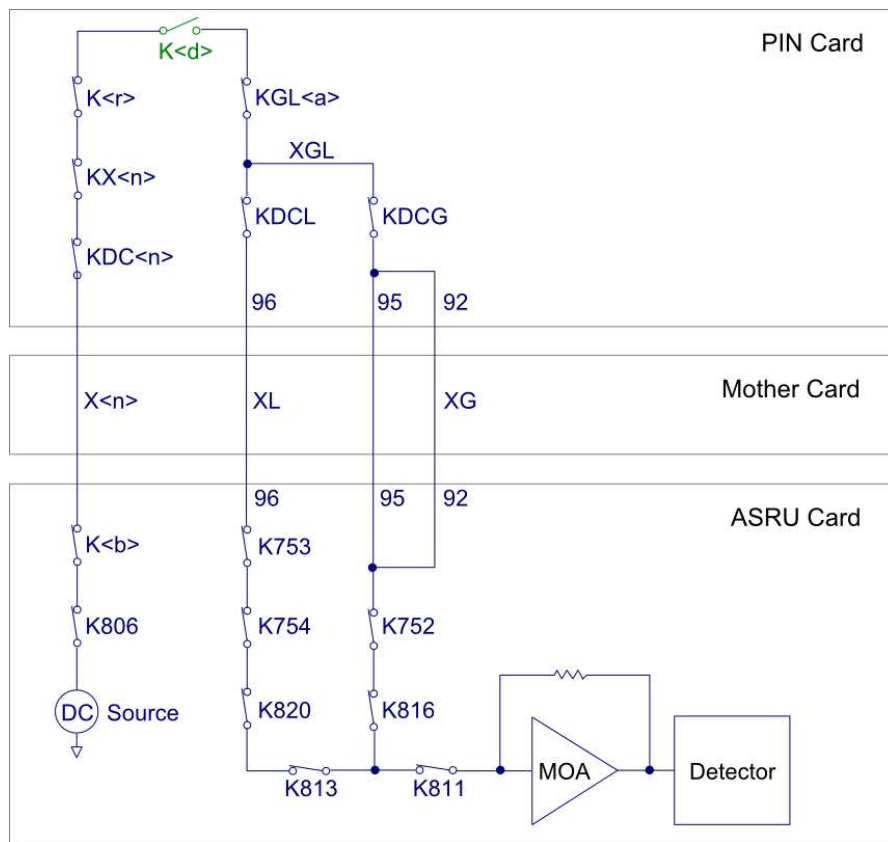 PIN Card
K<d>
K<r>
KGL<a>
XGL
KX<n>
KDCL
KDCG
KDC<n>
96
95
92
Mother Card
X<n>
XL
XG
96
95
92
ASRU Card
K<b>
K753
K806
K754
K752
DC
Source
K820
K816
K813
K811
MOA
Detector